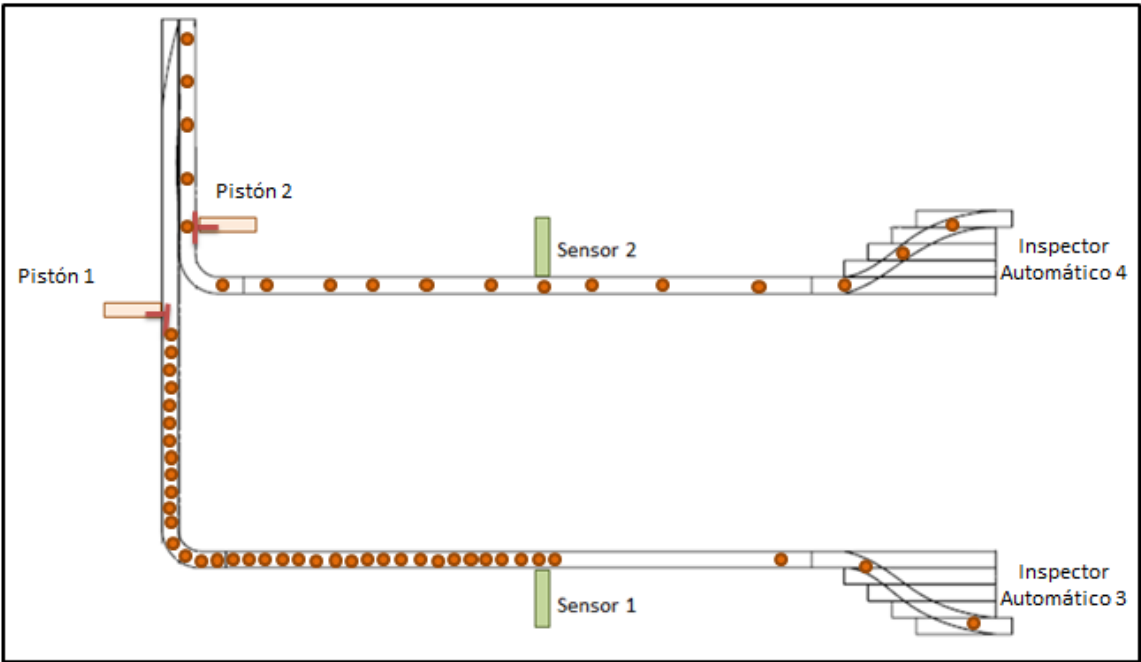 Pistón 2
Sensor 2
Inspector
Automático 4
Pistón 1
Sensor 1
Inspector
Automático 3